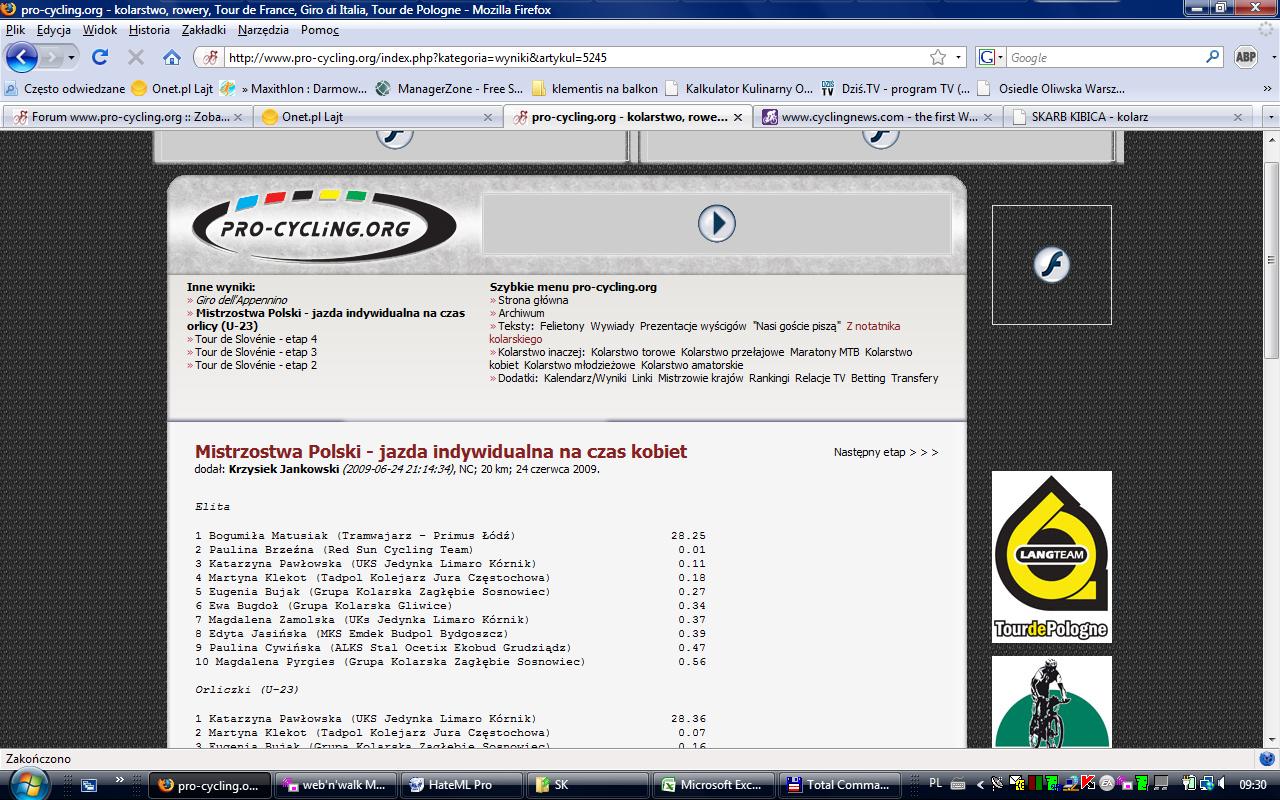 pro-cycling.org - kolarstwo, rowery, Tour de France, Giro di Italia, Tour de Pologne - Mozilla Firefox
Plik Edycja Widok Historia Zakładki Narzędzia Pomoc
http://www.pro-cycling.org/index.php?kategoria=wyniki&artykul=5245
Google
ABP
Często odwiedzane Onet.pl Lajt » Maxithlon : Darmow... ManagerZone - Free S... klementis na balkon Kalkulator Kulinarny O... Dziś.TV - program TV (... Osiedle Oliwska Warsz... »
Forum www.pro-cycling.org :: Zoba... Onet.pl Lajt pro-cycling.org - kolarstwo, rowe... www.cyclingnews.com - the first W... SKARB KIBICA - kolarz
PRO-CYCLiNG.ORG
Inne wyniki:
» Giro dell'Appennino
» Mistrzostwa Polski - jazda indywidualna na czas
orlicy (U-23)
» Tour de Slovénie - etap 4
» Tour de Slovénie - etap 3
» Tour de Slovénie - etap 2
Szybkie menu pro-cycling.org
» Strona główna
» Archiwum
» Teksty: Felietony Wywiady Prezentacje wyścigów "Nasi goście piszą" Z notatnika
kolarskiego
» Kolarstwo inaczej: Kolarstwo torowe Kolarstwo przełajowe Maratony MTB Kolarstwo
kobiet Kolarstwo młodzieżowe Kolarstwo amatorskie
» Dodatki: Kalendarz/Wyniki Linki Mistrzowie krajów Rankingi Relacje TV Betting Transfery
Mistrzostwa Polski - jazda indywidualna na czas kobiet
Następny etap > > >
dodał: Krzysiek Jankowski (2009-06-24 21:14:34), NC; 20 km; 24 czerwca 2009.
Elita
1 Bogumiła Matusiak (Tramwajarz - Primus Łódź) 28.25
2 Paulina Brzeźna (Red Sun Cycling Team) 0.01
3 Katarzyna Pawłowska (UKS Jedynka Limaro Kórnik) 0.11
4 Martyna Klekot (Tadpol Kolejarz Jura Częstochowa) 0.18
5 Eugenia Bujak (Grupa Kolarska Zagłębie Sosnowiec) 0.27
6 Ewa Bugdoł (Grupa Kolarska Gliwice) 0.34
7 Magdalena Zamolska (UKs Jedynka Limaro Kórnik) 0.37
8 Edyta Jasińska (MKS Emdek Budpol Bydgoszcz) 0.39
9 Paulina Cywińska (ALKS Stal Ocetix Ekobud Grudziądz) 0.47
10 Magdalena Pyrgies (Grupa Kolarska Zagłębie Sosnowiec) 0.56
Orliczki (U-23)
1 Katarzyna Pawłowska (UKS Jedynka Limaro Kórnik) 28.36
2 Martyna Klekot (Tadpol Kolejarz Jura Częstochowa) 0.07
3 Eugenia Bujak (Grupa Kolarska Zagłębie Sosnowiec) 0.16
LANGTEAM
TourdePologne
Zakończono
pro-cycling.o... web'n'walk M... HateML Pro SK Microsoft Exc... Total Comma... PL 09:30